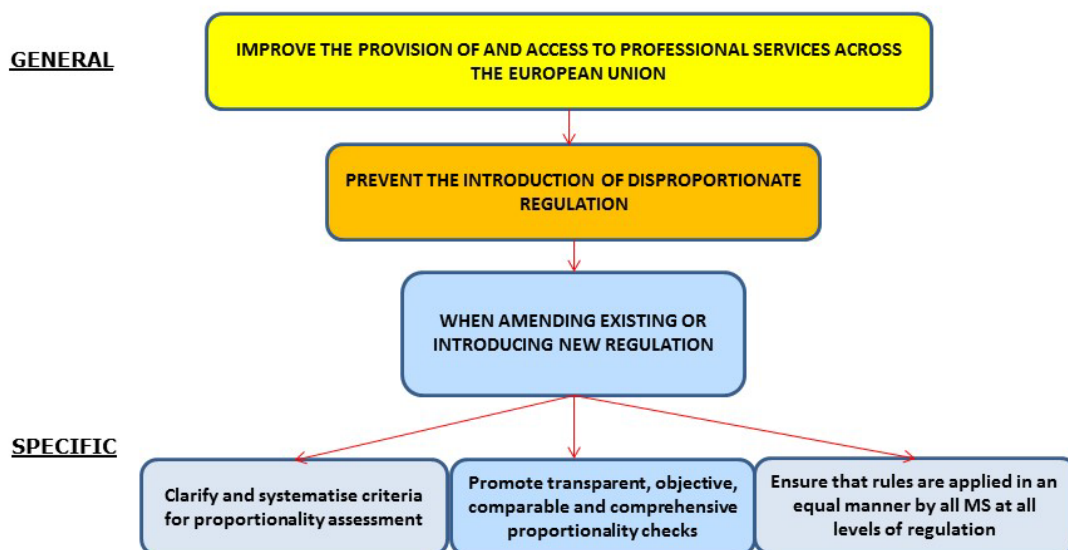 GENERAL
IMPROVE THE PROVISION OF AND ACCESS TO PROFESSIONAL SERVICES ACROSS
THE EUROPEAN UNION
PREVENT THE INTRODUCTION OF DISPROPORTIONATE
REGULATION
WHEN AMENDING EXISTING OR
INTRODUCING NEW REGULATION
SPECIFIC
Clarify and systematise criteria
for proportionality assessment
Promote transparent, objective,
comparable and comprehensive
proportionality checks
Ensure that rules are applied in an
equal manner by all MS at all
levels of regulation